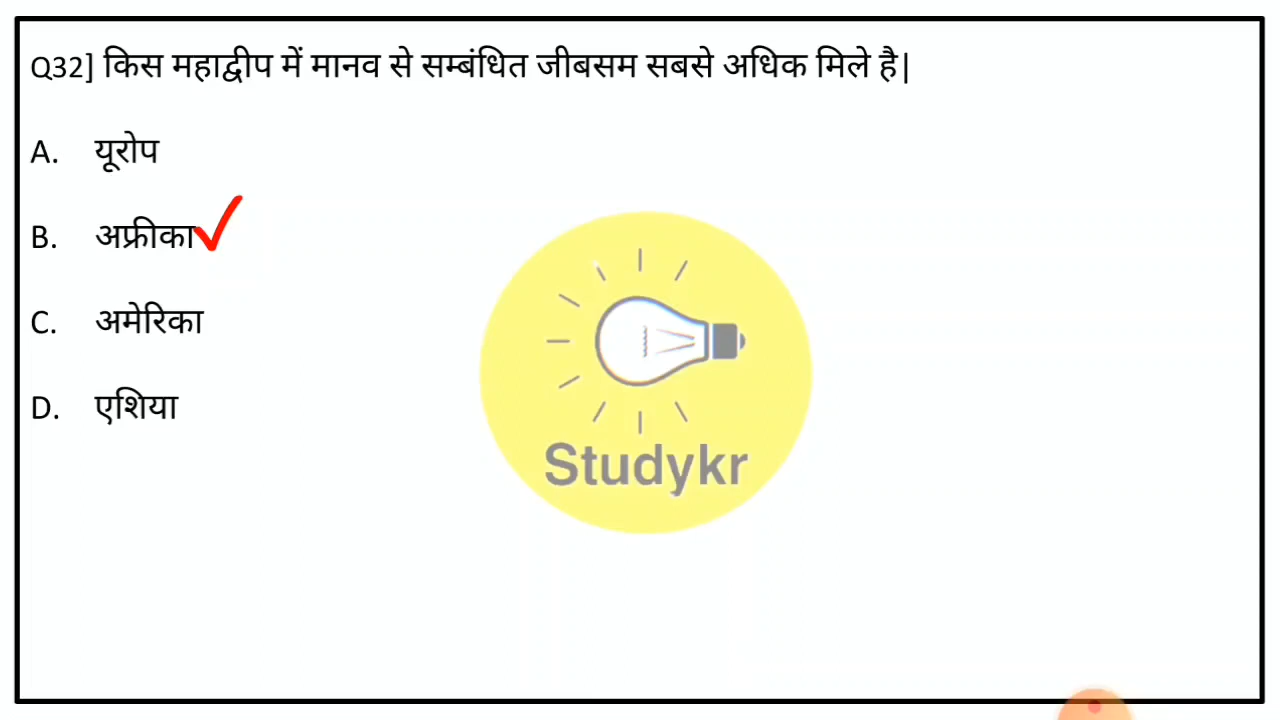 Q32] किस महाद्वीप में मानव से सम्बंधित जीबसम सबसे अधिक मिले है|
A. यूरोप
B. अफ्रीका
C. अमेरिका
D. एशिया
Studykr